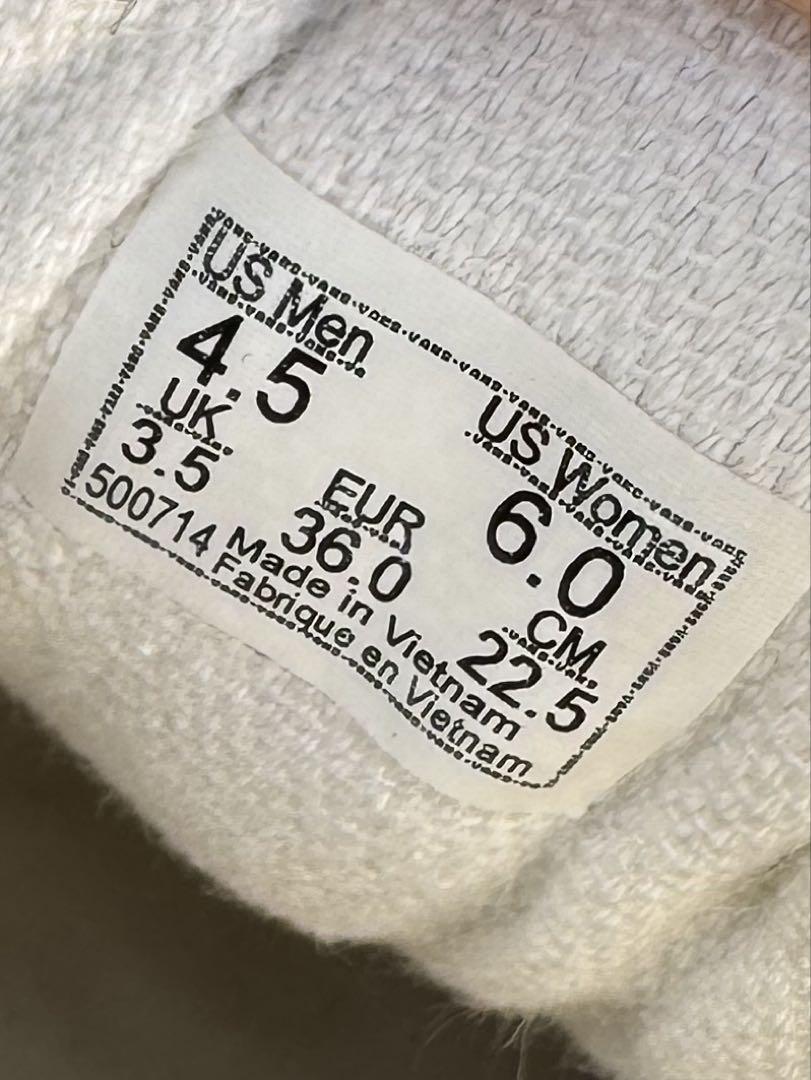 US Men
4.5
US Women
6.0
UK
3.5
EUR
36.0
CM
22.5
500714
Made in Vietnam
Fabrique en Vietnam